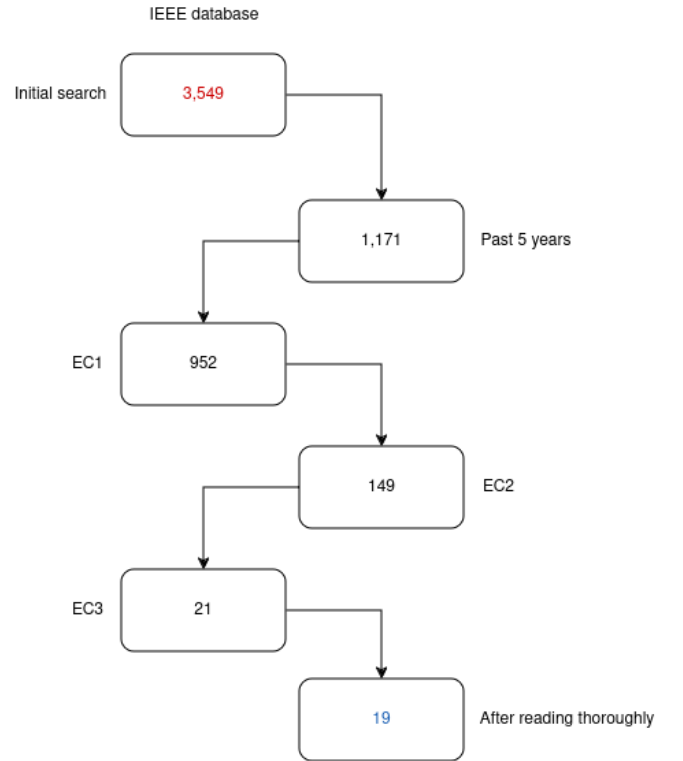 IEEE database
Initial search
3,549
1,171
Past 5 years
EC1
952
149
EC2
EC3
21
19
After reading thoroughly